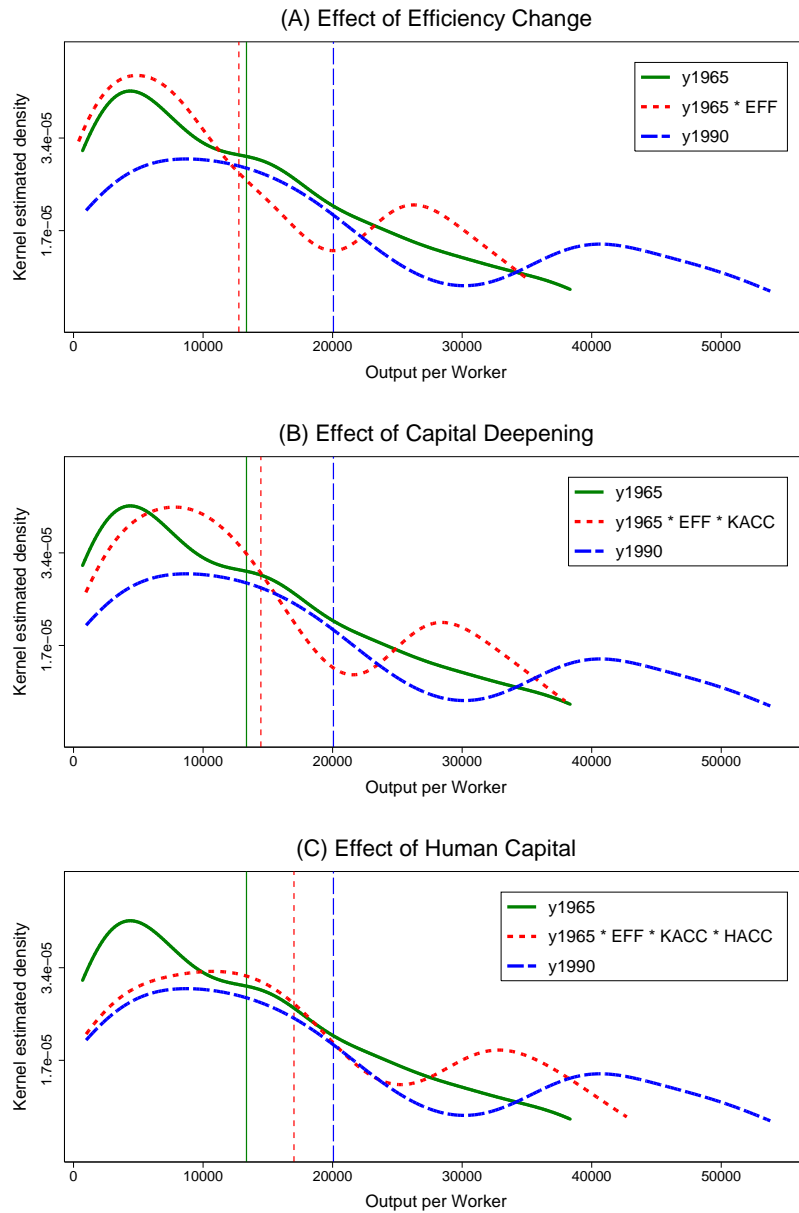 (A) Effect of Efficiency Change
Kernel estimated density
3.4e-05
1.7e-05
y1965
y1965 * EFF
y1990
0 10000 20000 30000 40000 50000
Output per Worker
(B) Effect of Capital Deepening
Kernel estimated density
3.4e-05
1.7e-05
y1965
y1965 * EFF * KACC
y1990
0 10000 20000 30000 40000 50000
Output per Worker
(C) Effect of Human Capital
Kernel estimated density
3.4e-05
1.7e-05
y1965
y1965 * EFF * KACC * HACC
y1990
0 10000 20000 30000 40000 50000
Output per Worker